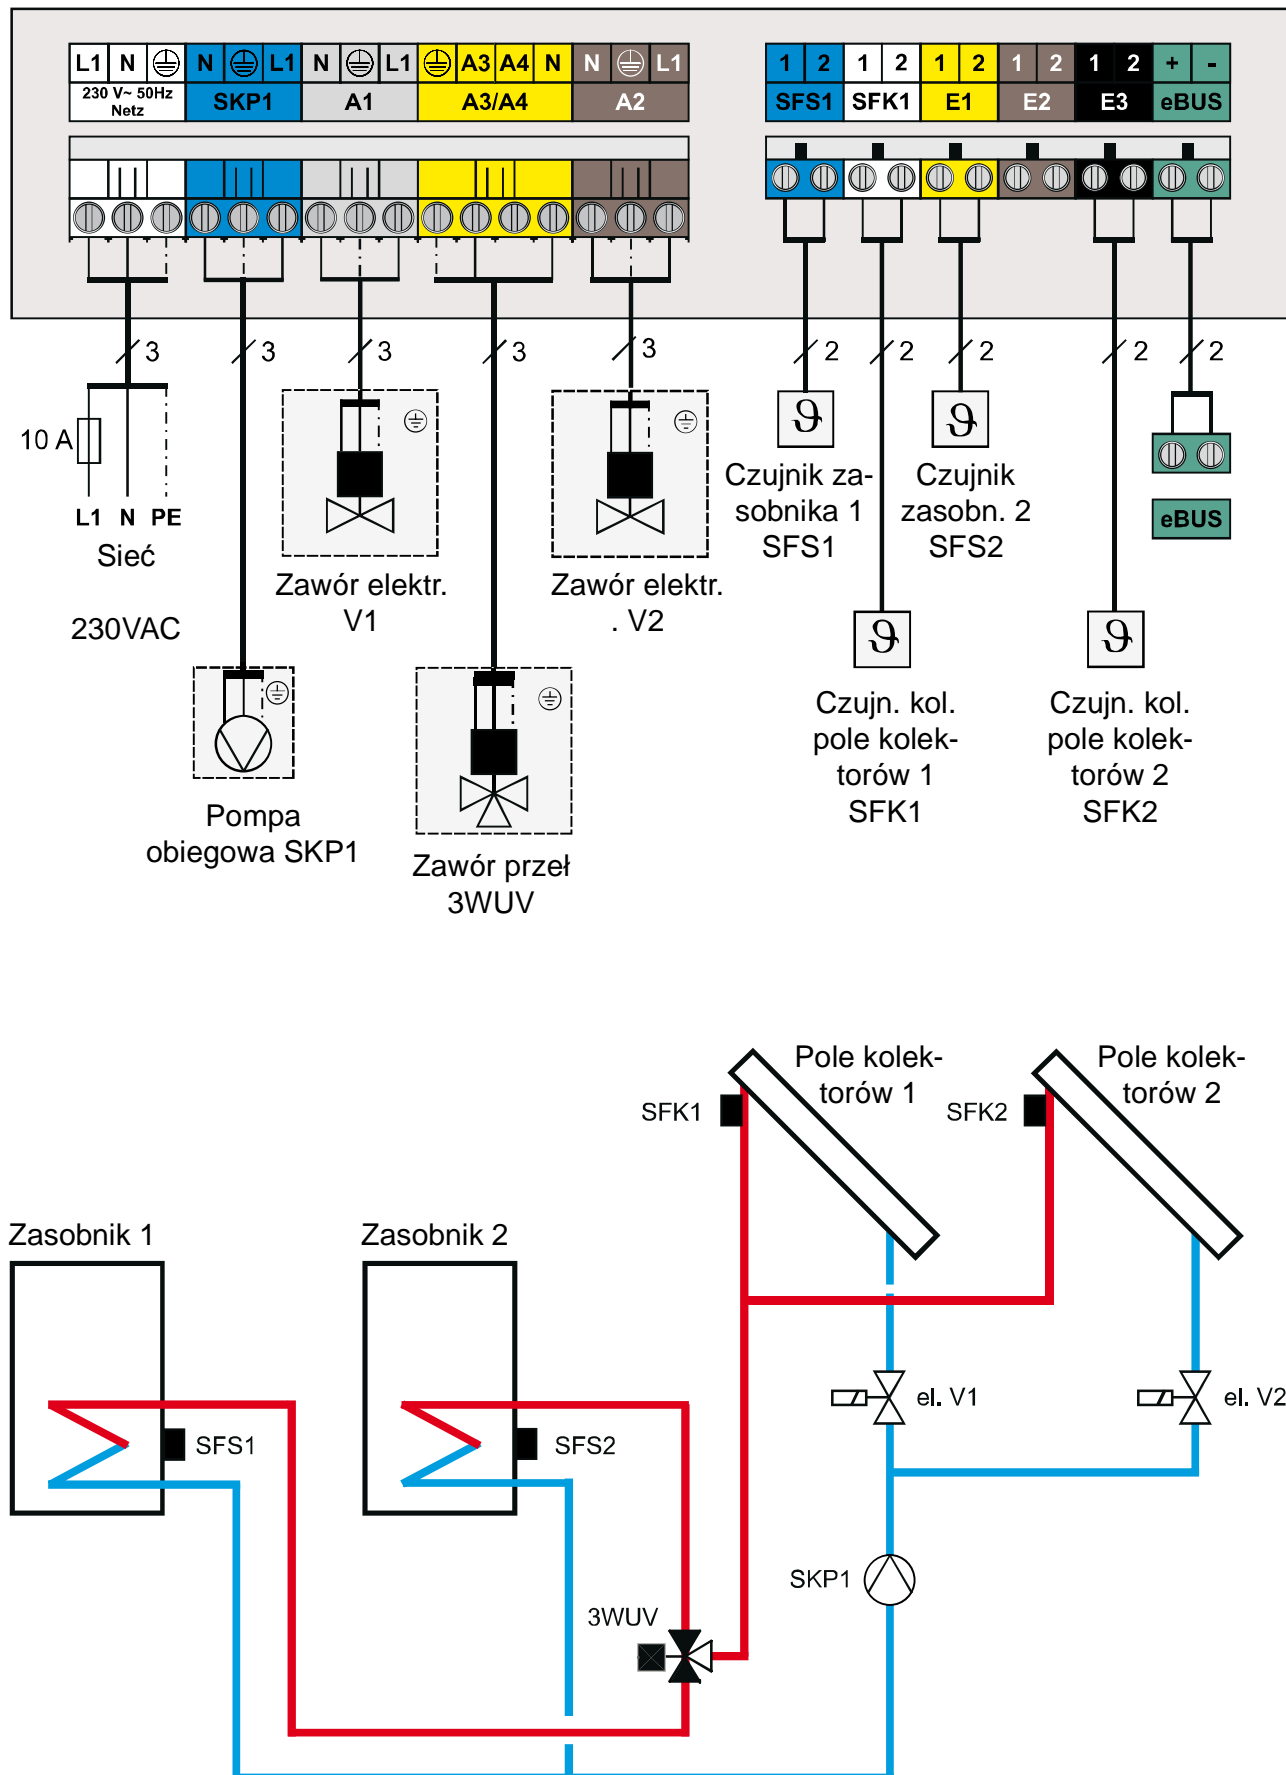 L1 N N L1 N L1 A3 A4 N N L1
230 V~ 50Hz
Netz
SKP1 A1 A3/A4 A2
1 2 1 2 1 2 1 2 1 2 + -
SFS1 SFK1 E1 E2 E3 eBUS
3 3 3 3 3 2 2 2 2 2
10 A
L1 N PE
Sieć
230VAC
Zawór elektr.
V1
Zawór elektr.
. V2
Czujnik za-
sobnika 1
SFS1
Czujnik
zasobn. 2
SFS2
eBUS
ϑ
ϑ
ϑ
ϑ
Pompa
obiegowa SKP1
Zawór przeł
3WUV
Czujn. kol.
pole kolek-
torów 1
SFK1
Czujn. kol.
pole kolek-
torów 2
SFK2
Pole kolek-
torów 1
Pole kolek-
torów 2
SFK1
SFK2
Zasobnik 1
Zasobnik 2
el. V1
el. V2
SFS1
SFS2
SKP1
3WUV